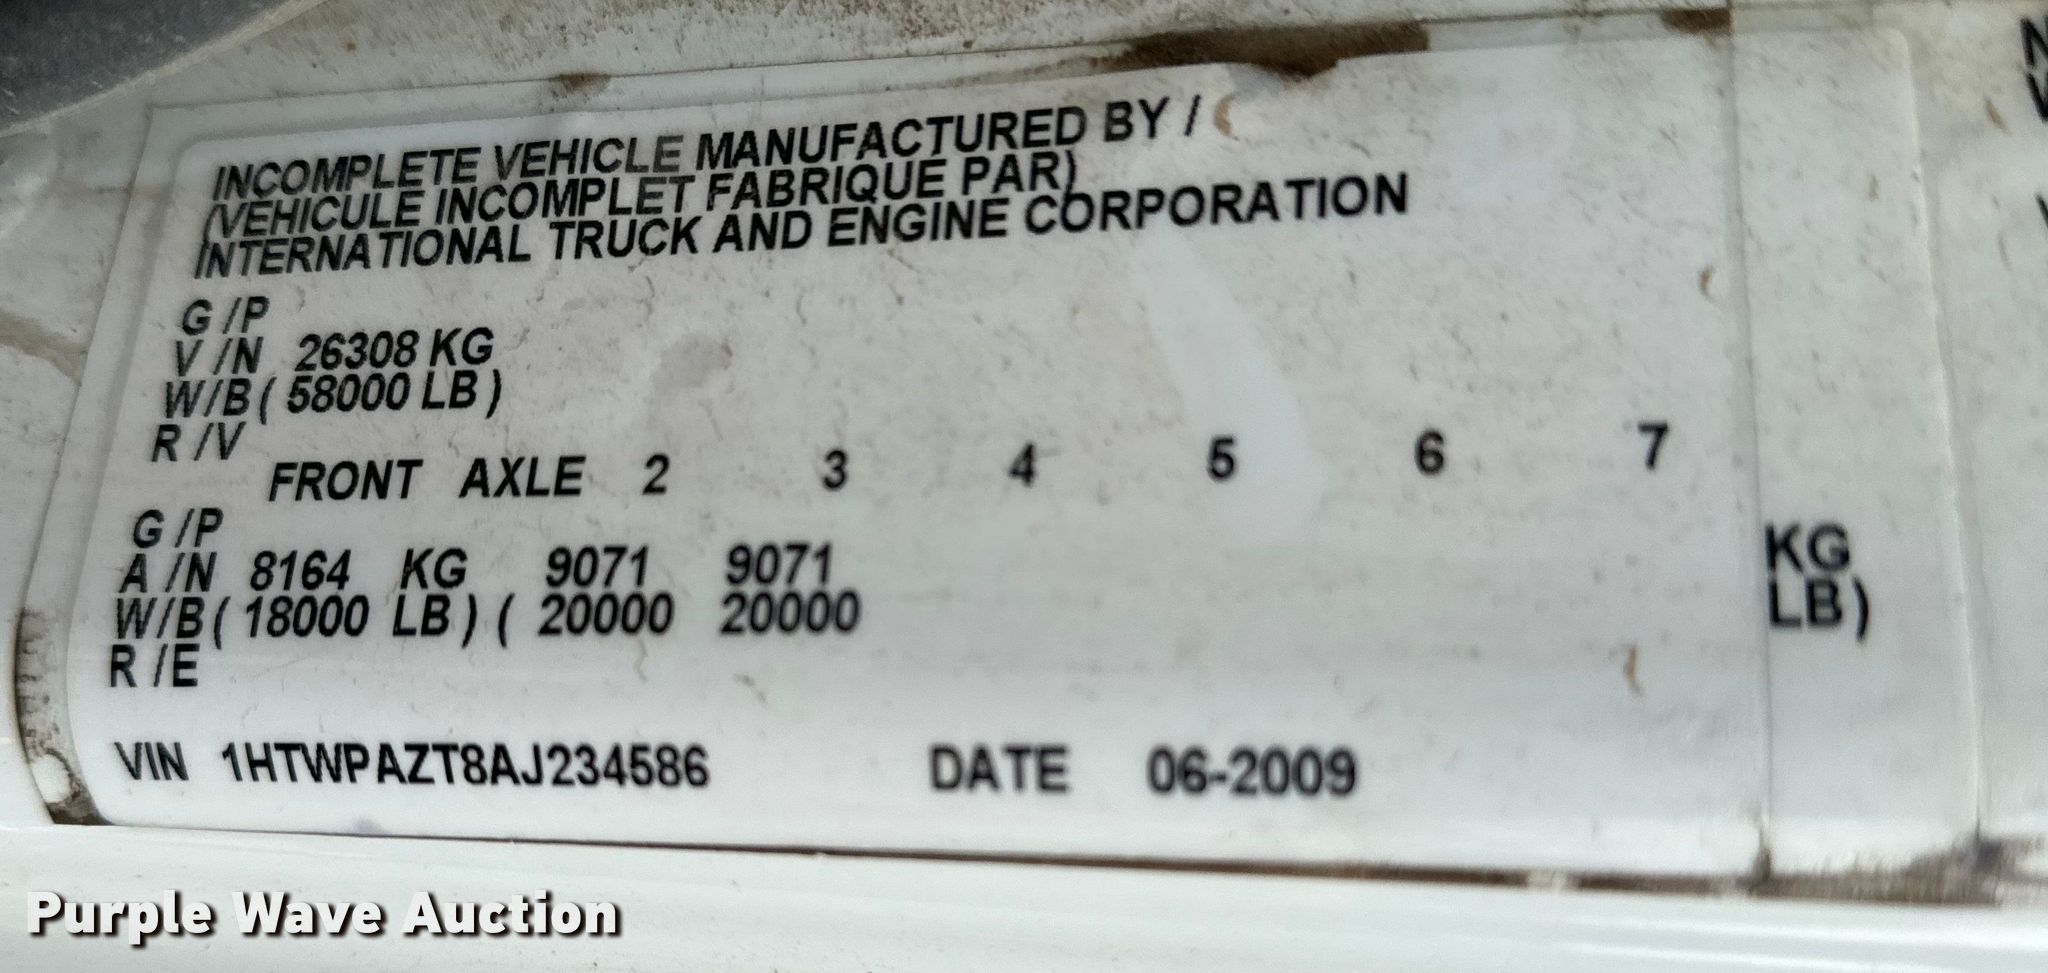 INCOMPLETE VEHICLE MANUFACTURED BY /
(VEHICULE INCOMPLET FABRIQUE PAR)
INTERNATIONAL TRUCK AND ENGINE CORPORATION
G /P
V /N 26308 KG
W/B ( 58000 LB )
R /V
FRONT AXLE 2 3 4 5 6 7
G /P
A /N 8164 KG 9071 9071 KG
W/B ( 18000 LB ) ( 20000 20000 LB )
R /E
VIN 1HTWPAZT8AJ234586 DATE 06-2009
Purple Wave Auction